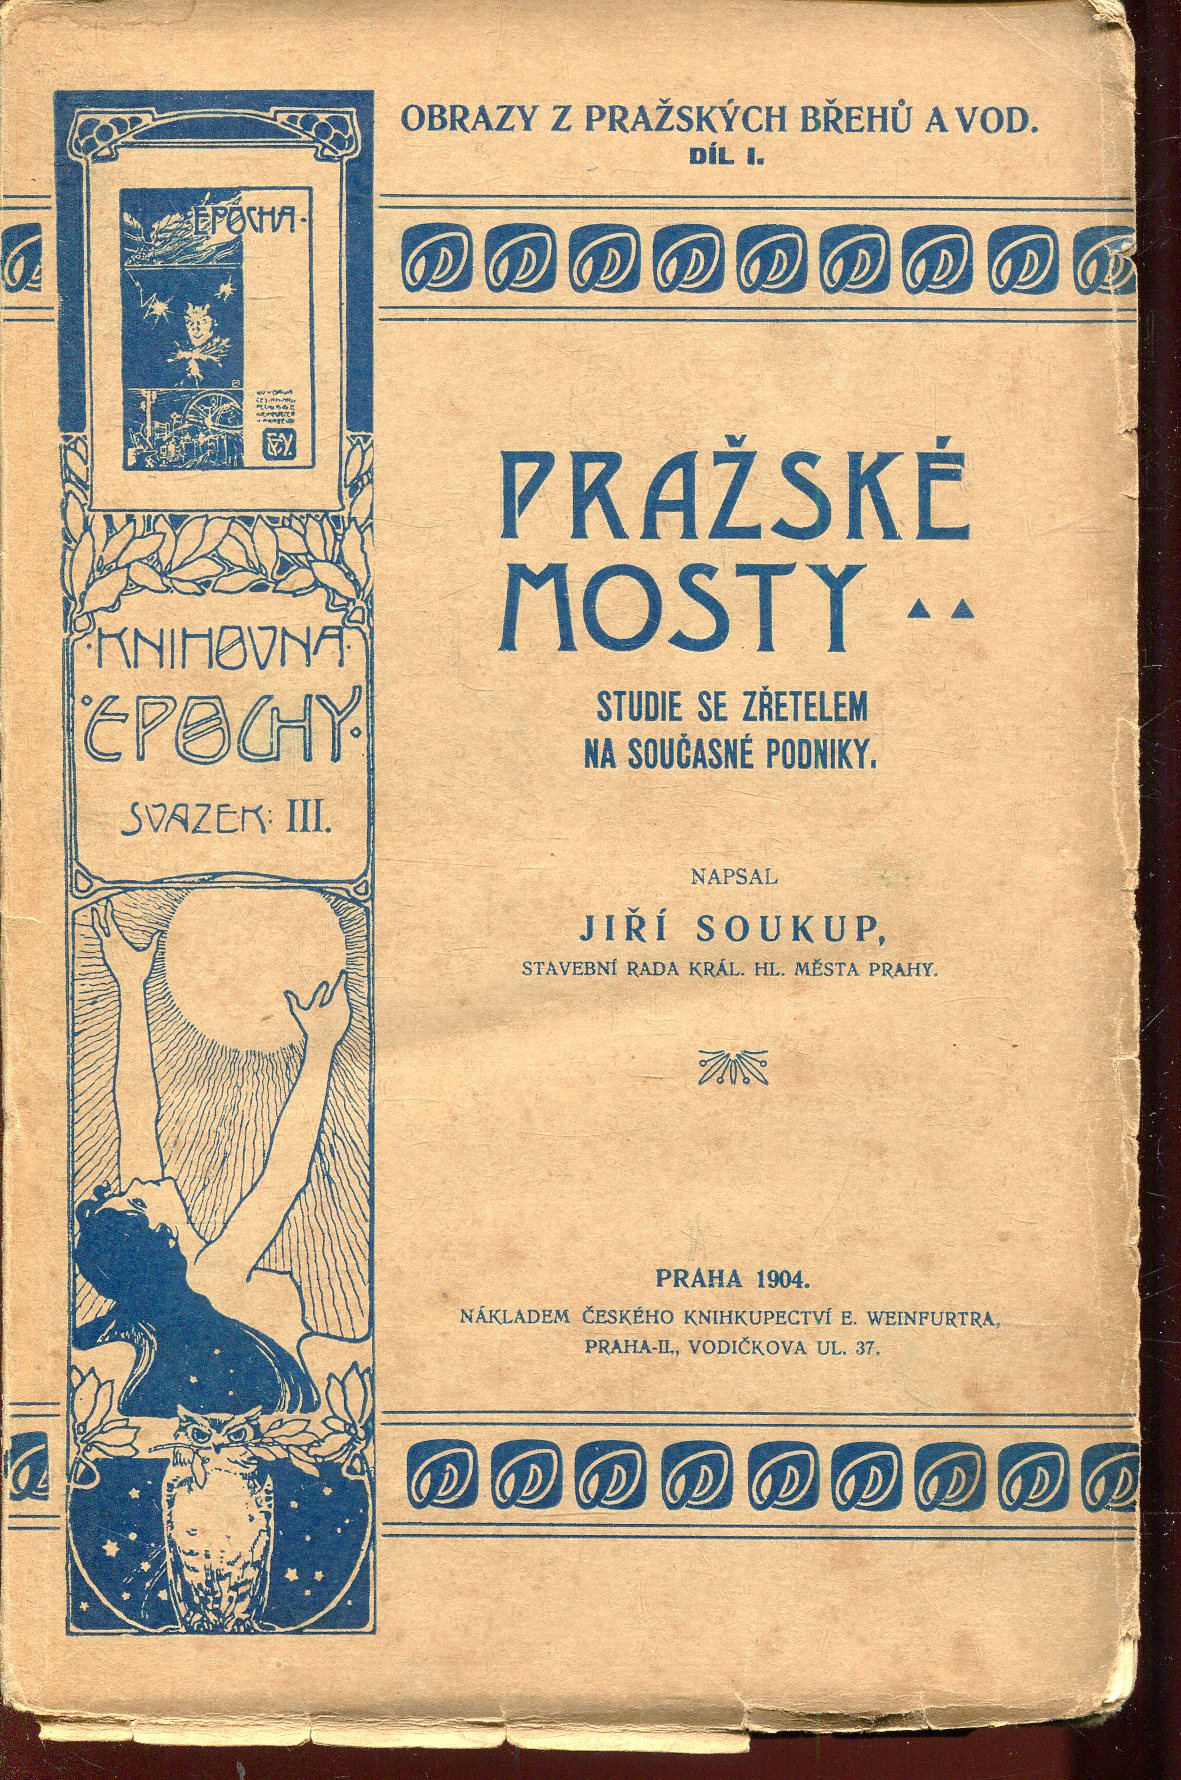 OBRAZY Z PRAŽSKÝCH BŘEHŮ A VOD.
DÍL I.
EPOCHA
PRAŽSKÉ
MOSTY
STUDIE SE ZŘETELEM
NA SOUČASNÉ PODNIKY.
KNIHOVNA
EPOCHY
SVAZEK: III.
NAPSAL
JIŘÍ SOUKUP,
STAVEBNÍ RADA KRÁL. HL. MĚSTA PRAHY.
PRAHA 1904.
NÁKLADEM ČESKÉHO KNIHKUPECTVÍ E. WEINFURTRA,
PRAHA-II., VODIČKOVA UL. 37.